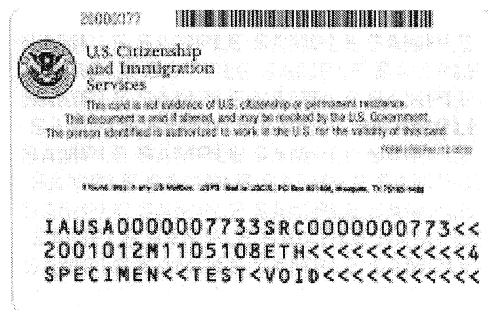 20000077
U.S. Citizenship
and Immigration
Services
This card is not evidence of U.S. citizenship or permanent residence.
This document is void if altered, and may be revoked by the U.S. Government.
The person identified is authorized to work in the U.S. for the validity of this card.
IAUSA0000007733SRC0000000773<<
2001012M1105108ETH<<<<<<<<<<<4
SPECIMEN<<TEST<VOID<<<<<<<<<<<